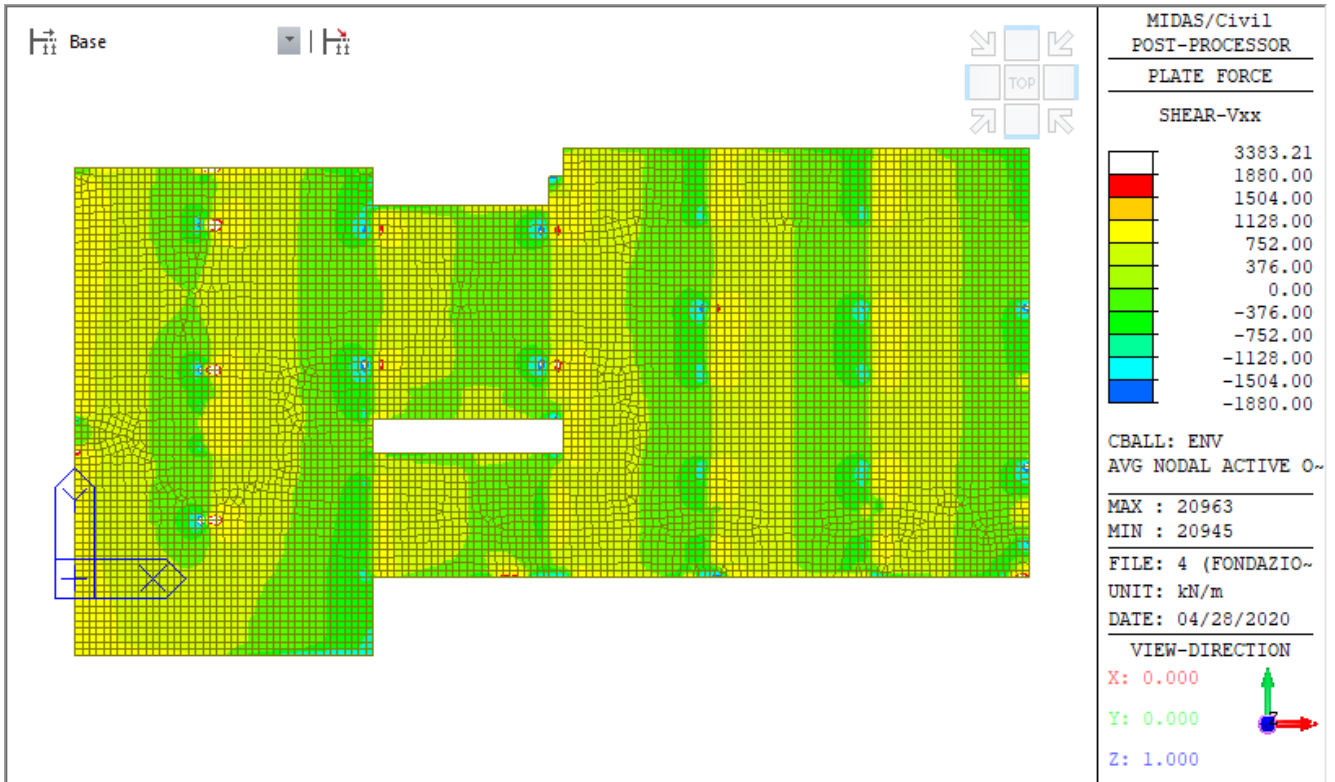 Base
TOP
MIDAS/Civil
POST-PROCESSOR
PLATE FORCE
SHEAR-Vxx
3383.21
1880.00
1504.00
1128.00
752.00
376.00
0.00
-376.00
-752.00
-1128.00
-1504.00
-1880.00
CBALL: ENV
AVG NODAL ACTIVE O~
MAX : 20963
MIN : 20945
FILE: 4 (FONDAZIO~
UNIT: kN/m
DATE: 04/28/2020
VIEW-DIRECTION
X: 0.000
Y: 0.000
Z: 1.000
Z
Y
X